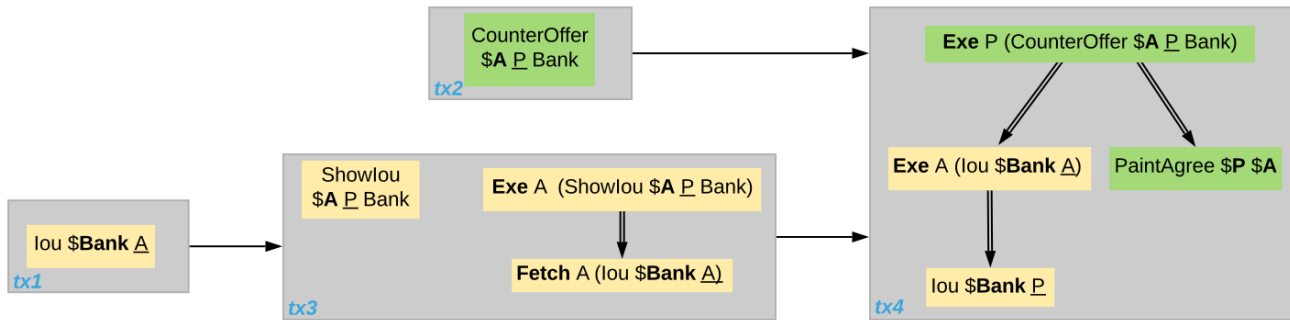 CounterOffer
$A P Bank
tx2
Exe P (CounterOffer $A P Bank)
Exe A (Iou $Bank A)
PaintAgree $P $A
Iou $Bank P
tx4
ShowIou
$A P Bank
Exe A (ShowIou $A P Bank)
Fetch A (Iou $Bank A)
tx3
Iou $Bank A
tx1